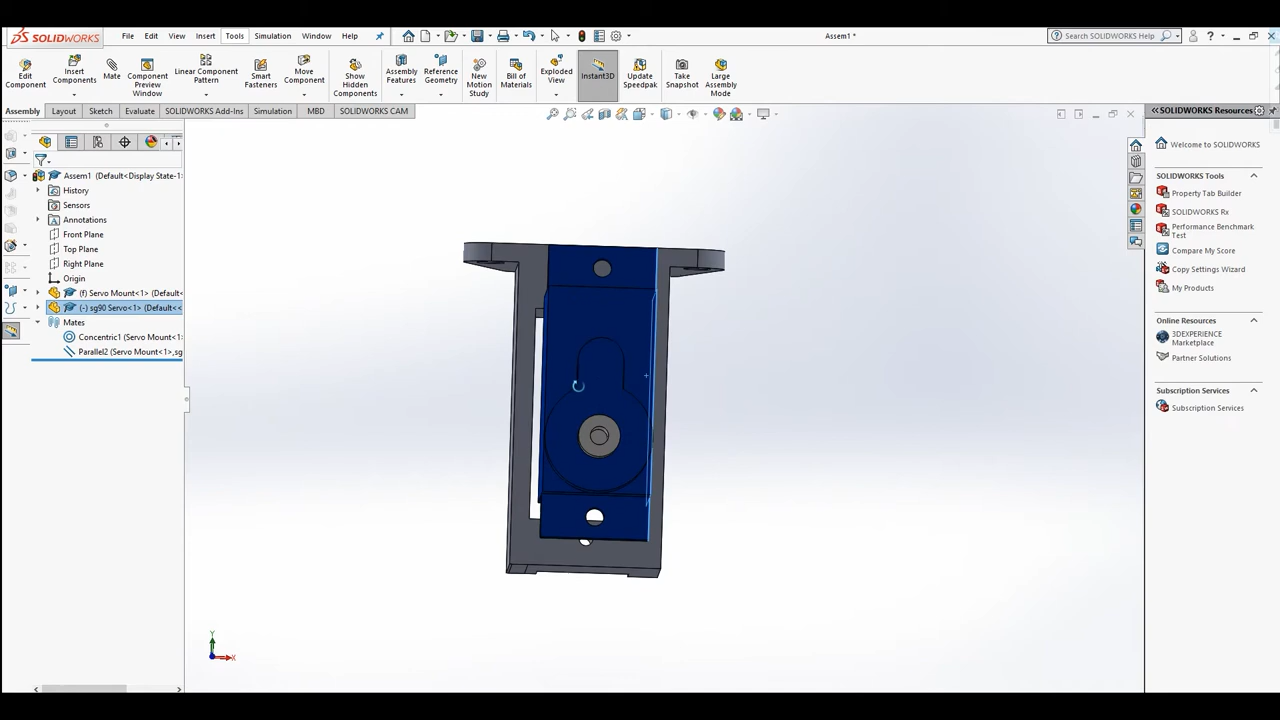 SOLIDWORKS File Edit View Insert Tools Simulation Window Help Assem1 * Search SOLIDWORKS Help
Edit Component
Insert Components
Mate
Component Preview Window
Linear Component Pattern
Smart Fasteners
Move Component
Show Hidden Components
Assembly Features
Reference Geometry
New Motion Study
Bill of Materials
Exploded View
Instant3D
Update Speedpak
Take Snapshot
Large Assembly Mode
Assembly Layout Sketch Evaluate SOLIDWORKS Add-Ins Simulation MBD SOLIDWORKS CAM
Assem1 (Default<Display State-1
History
Sensors
Annotations
Front Plane
Top Plane
Right Plane
Origin
(f) Servo Mount<1> (Default<
(-) sg90 Servo<1> (Default<<
Mates
Concentric1 (Servo Mount<1>
Parallel2 (Servo Mount<1>,sg
Y
X
SOLIDWORKS Resources
Welcome to SOLIDWORKS
SOLIDWORKS Tools
Property Tab Builder
SOLIDWORKS Rx
Performance Benchmark
Test
Compare My Score
Copy Settings Wizard
My Products
Online Resources
3DEXPERIENCE
Marketplace
Partner Solutions
Subscription Services
Subscription Services